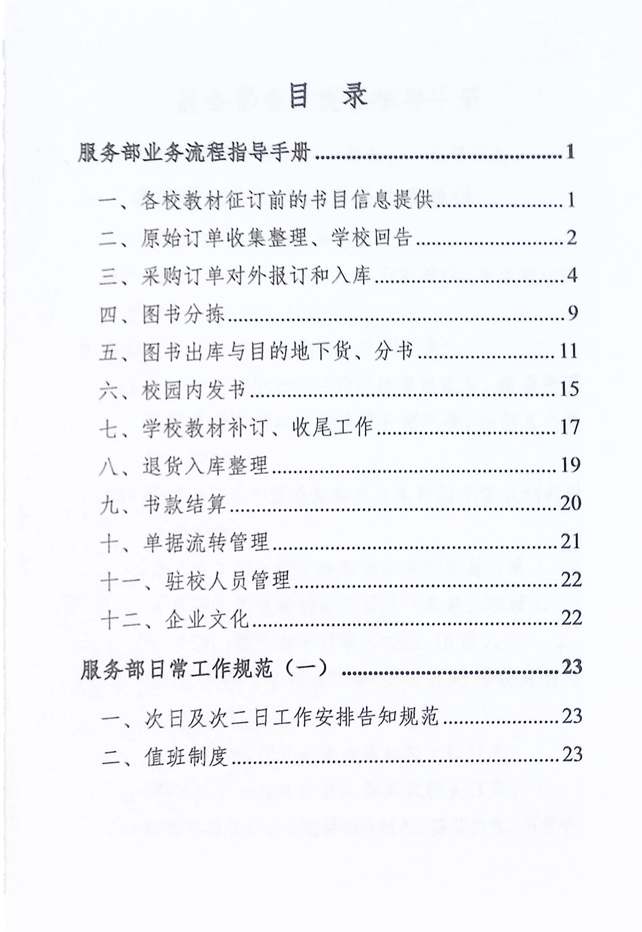 目 录
服务部业务流程指导手册................................................1
一、各校教材征订前的书目信息提供........................1
二、原始订单收集整理、学校回告............................2
三、采购订单对外报订和入库....................................4
四、图书分拣................................................................9
五、图书出库与目的地下货、分书............................11
六、校园内发书............................................................15
七、学校教材补订、收尾工作....................................17
八、退货入库整理........................................................19
九、书款结算................................................................20
十、单据流转管理........................................................21
十一、驻校人员管理....................................................22
十二、企业文化............................................................22
服务部日常工作规范（一）............................................23
一、次日及次二日工作安排告知规范........................23
二、值班制度................................................................23